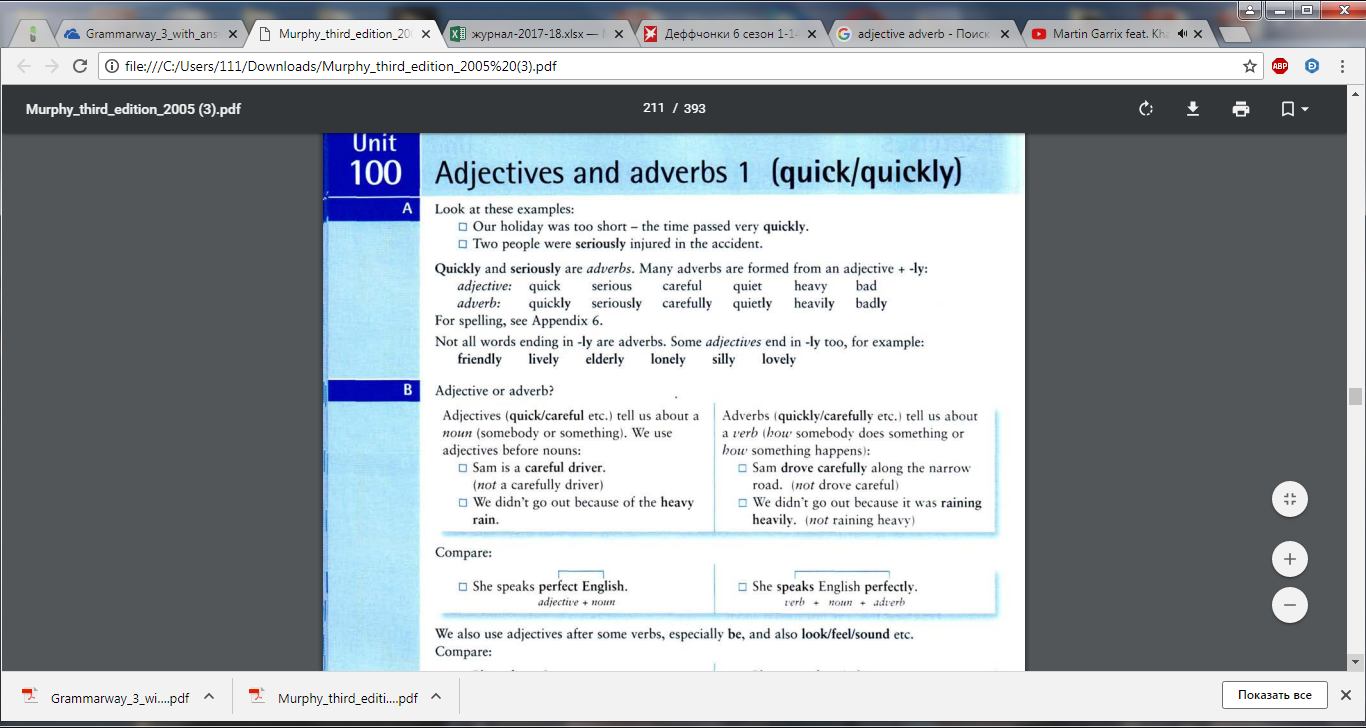 Grammarway_3_with_ans
Murphy_third_edition_200
журнал-2017-18.xlsx —
Деффчонки 6 сезон 1-14
adjective adverb - Поиск
Martin Garrix feat. Kha
file:///C:/Users/111/Downloads/Murphy_third_edition_2005%20(3).pdf
ABP
Murphy_third_edition_2005 (3).pdf
211 / 393
Unit
100
Adjectives and adverbs 1 (quick/quickly)
A
Look at these examples:
Our holiday was too short – the time passed very quickly.
Two people were seriously injured in the accident.
Quickly and seriously are adverbs. Many adverbs are formed from an adjective + -ly:
adjective: quick serious careful quiet heavy bad
adverb: quickly seriously carefully quietly heavily badly
For spelling, see Appendix 6.
Not all words ending in -ly are adverbs. Some adjectives end in -ly too, for example:
friendly lively elderly lonely silly lovely
B
Adjective or adverb?
Adjectives (quick/careful etc.) tell us about a
noun (somebody or something). We use
adjectives before nouns:
Sam is a careful driver.
(not a carefully driver)
We didn't go out because of the heavy
rain.
Adverbs (quickly/carefully etc.) tell us about
a verb (how somebody does something or
how something happens):
Sam drove carefully along the narrow
road. (not drove careful)
We didn't go out because it was raining
heavily. (not raining heavy)
Compare:
She speaks perfect English.
adjective + noun
She speaks English perfectly.
verb + noun + adverb
We also use adjectives after some verbs, especially be, and also look/feel/sound etc.
Compare:
Grammarway_3_wi....pdf
Murphy_third_editi....pdf
Показать все